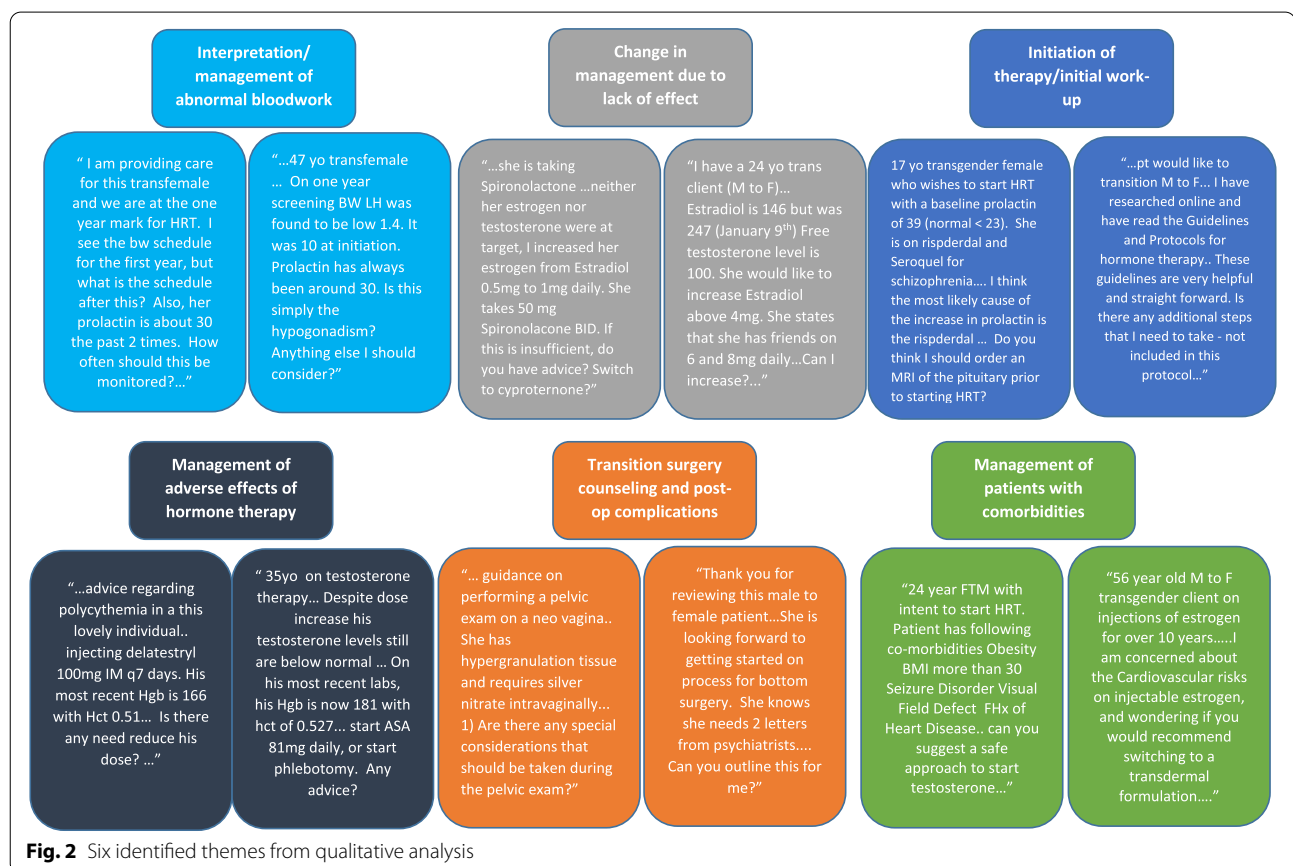 Interpretation/
management of
abnormal bloodwork
Change in
management due to
lack of effect
Initiation of
therapy/initial work-
up
“ I am providing care
for this transfemale
and we are at the one
year mark for HRT.  I
see the bw schedule
for the first year, but
what is the schedule
after this?  Also, her
prolactin is about 30
the past 2 times.  How
often should this be
monitored?...”
“...47 yo transfemale
...  On one year
screening BW LH was
found to be low 1.4. It
was 10 at initiation.
Prolactin has always
been around 30. Is this
simply the
hypogonadism?
Anything else I should
consider?”
“...she is taking
Spironolactone ...neither
her estrogen nor
testosterone were at
target, I increased her
estrogen from Estradiol
0.5mg to 1mg daily. She
takes 50 mg
Spironolacone BID. If
this is insufficient, do
you have advice? Switch
to cyproternone?”
“I have a 24 yo trans
client (M to F)...
Estradiol is 146 but was
247 (January 9th) Free
testosterone level is
100. She would like to
increase Estradiol
above 4mg. She states
that she has friends on
6 and 8mg daily...Can I
increase?...”
17 yo transgender female
who wishes to start HRT
with a baseline prolactin
of 39 (normal < 23).  She
is on rispderdal and
Seroquel for
schizophrenia.... I think
the most likely cause of
the increase in prolactin is
the rispderdal ...  Do you
think I should order an
MRI of the pituitary prior
to starting HRT?
“...pt would like to
transition M to F... I have
researched online and
have read the Guidelines
and Protocols for
hormone therapy.. These
guidelines are very helpful
and straight forward. Is
there any additional steps
that I need to take - not
included in this
protocol...”
Management of
adverse effects of
hormone therapy
Transition surgery
counseling and post-
op complications
Management of
patients with
comorbidities
“...advice regarding
polycythemia in a this
lovely individual..
injecting delatestryl
100mg IM q7 days. His
most recent Hgb is 166
with Hct 0.51...  Is there
any need reduce his
dose? ...”
“ 35yo  on testosterone
therapy... Despite dose
increase his
testosterone levels still
are below normal ... On
his most recent labs,
his Hgb is now 181 with
hct of 0.527... start ASA
81mg daily, or start
phlebotomy.  Any
advice?
“... guidance on
performing a pelvic
exam on a neo vagina..
She has
hypergranulation tissue
and requires silver
nitrate intravaginally...
1) Are there any special
considerations that
should be taken during
the pelvic exam?”
“Thank you for
reviewing this male to
female patient...She is
looking forward to
getting started on
process for bottom
surgery.  She knows
she needs 2 letters
from psychiatrists....
Can you outline this for
me?”
“24 year FTM with
intent to start HRT.
Patient has following
co-morbidities Obesity
BMI more than 30
Seizure Disorder Visual
Field Defect  FHx of
Heart Disease.. can you
suggest a safe
approach to start
testosterone...”
“56 year old M to F
transgender client on
injections of estrogen
for over 10 years.....I
am concerned about
the Cardiovascular risks
on injectable estrogen,
and wondering if you
would recommend
switching to a
transdermal
formulation....”
Fig. 2 Six identified themes from qualitative analysis